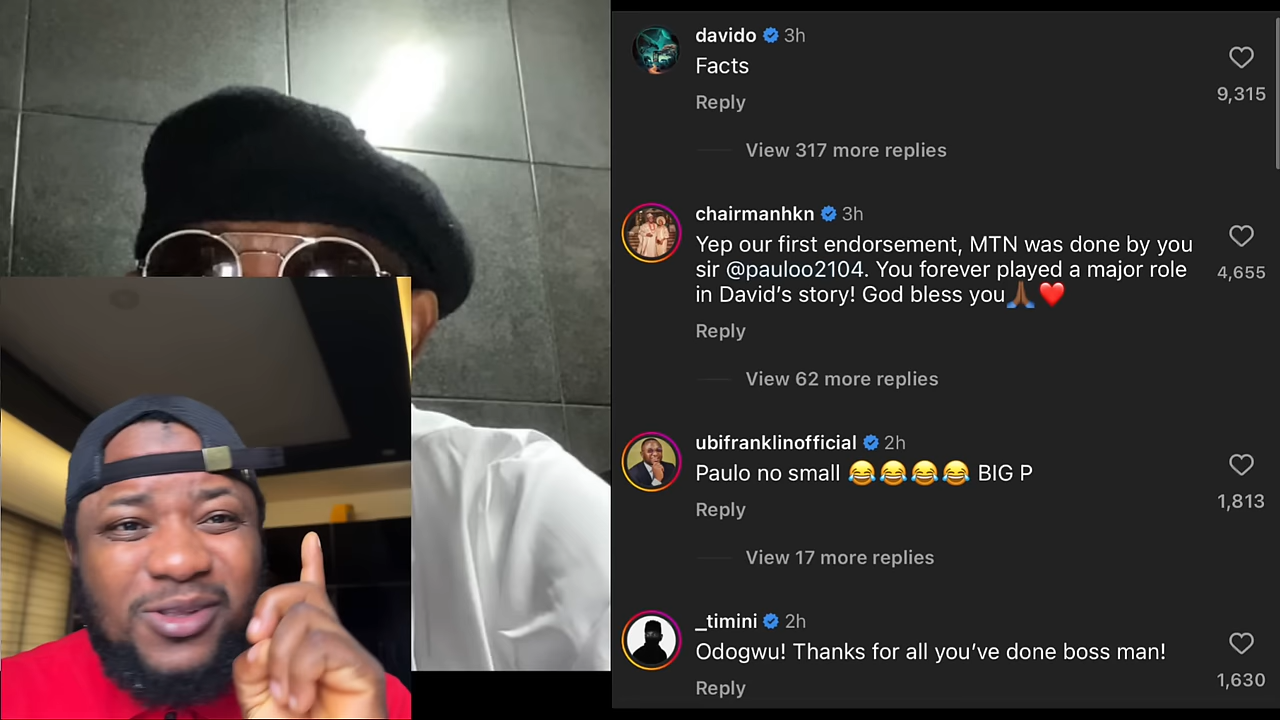 davido 3h
Facts
9,315
Reply
View 317 more replies
chairmanhkn 3h
Yep our first endorsement, MTN was done by you
sir @pauloo2104. You forever played a major role
in David’s story! God bless you🙏🏾❤️
4,655
Reply
View 62 more replies
ubifranklinofficial 2h
Paulo no small 😂😂😂😂 BIG P
1,813
Reply
View 17 more replies
_timini 2h
Odogwu! Thanks for all you’ve done boss man!
1,630
Reply